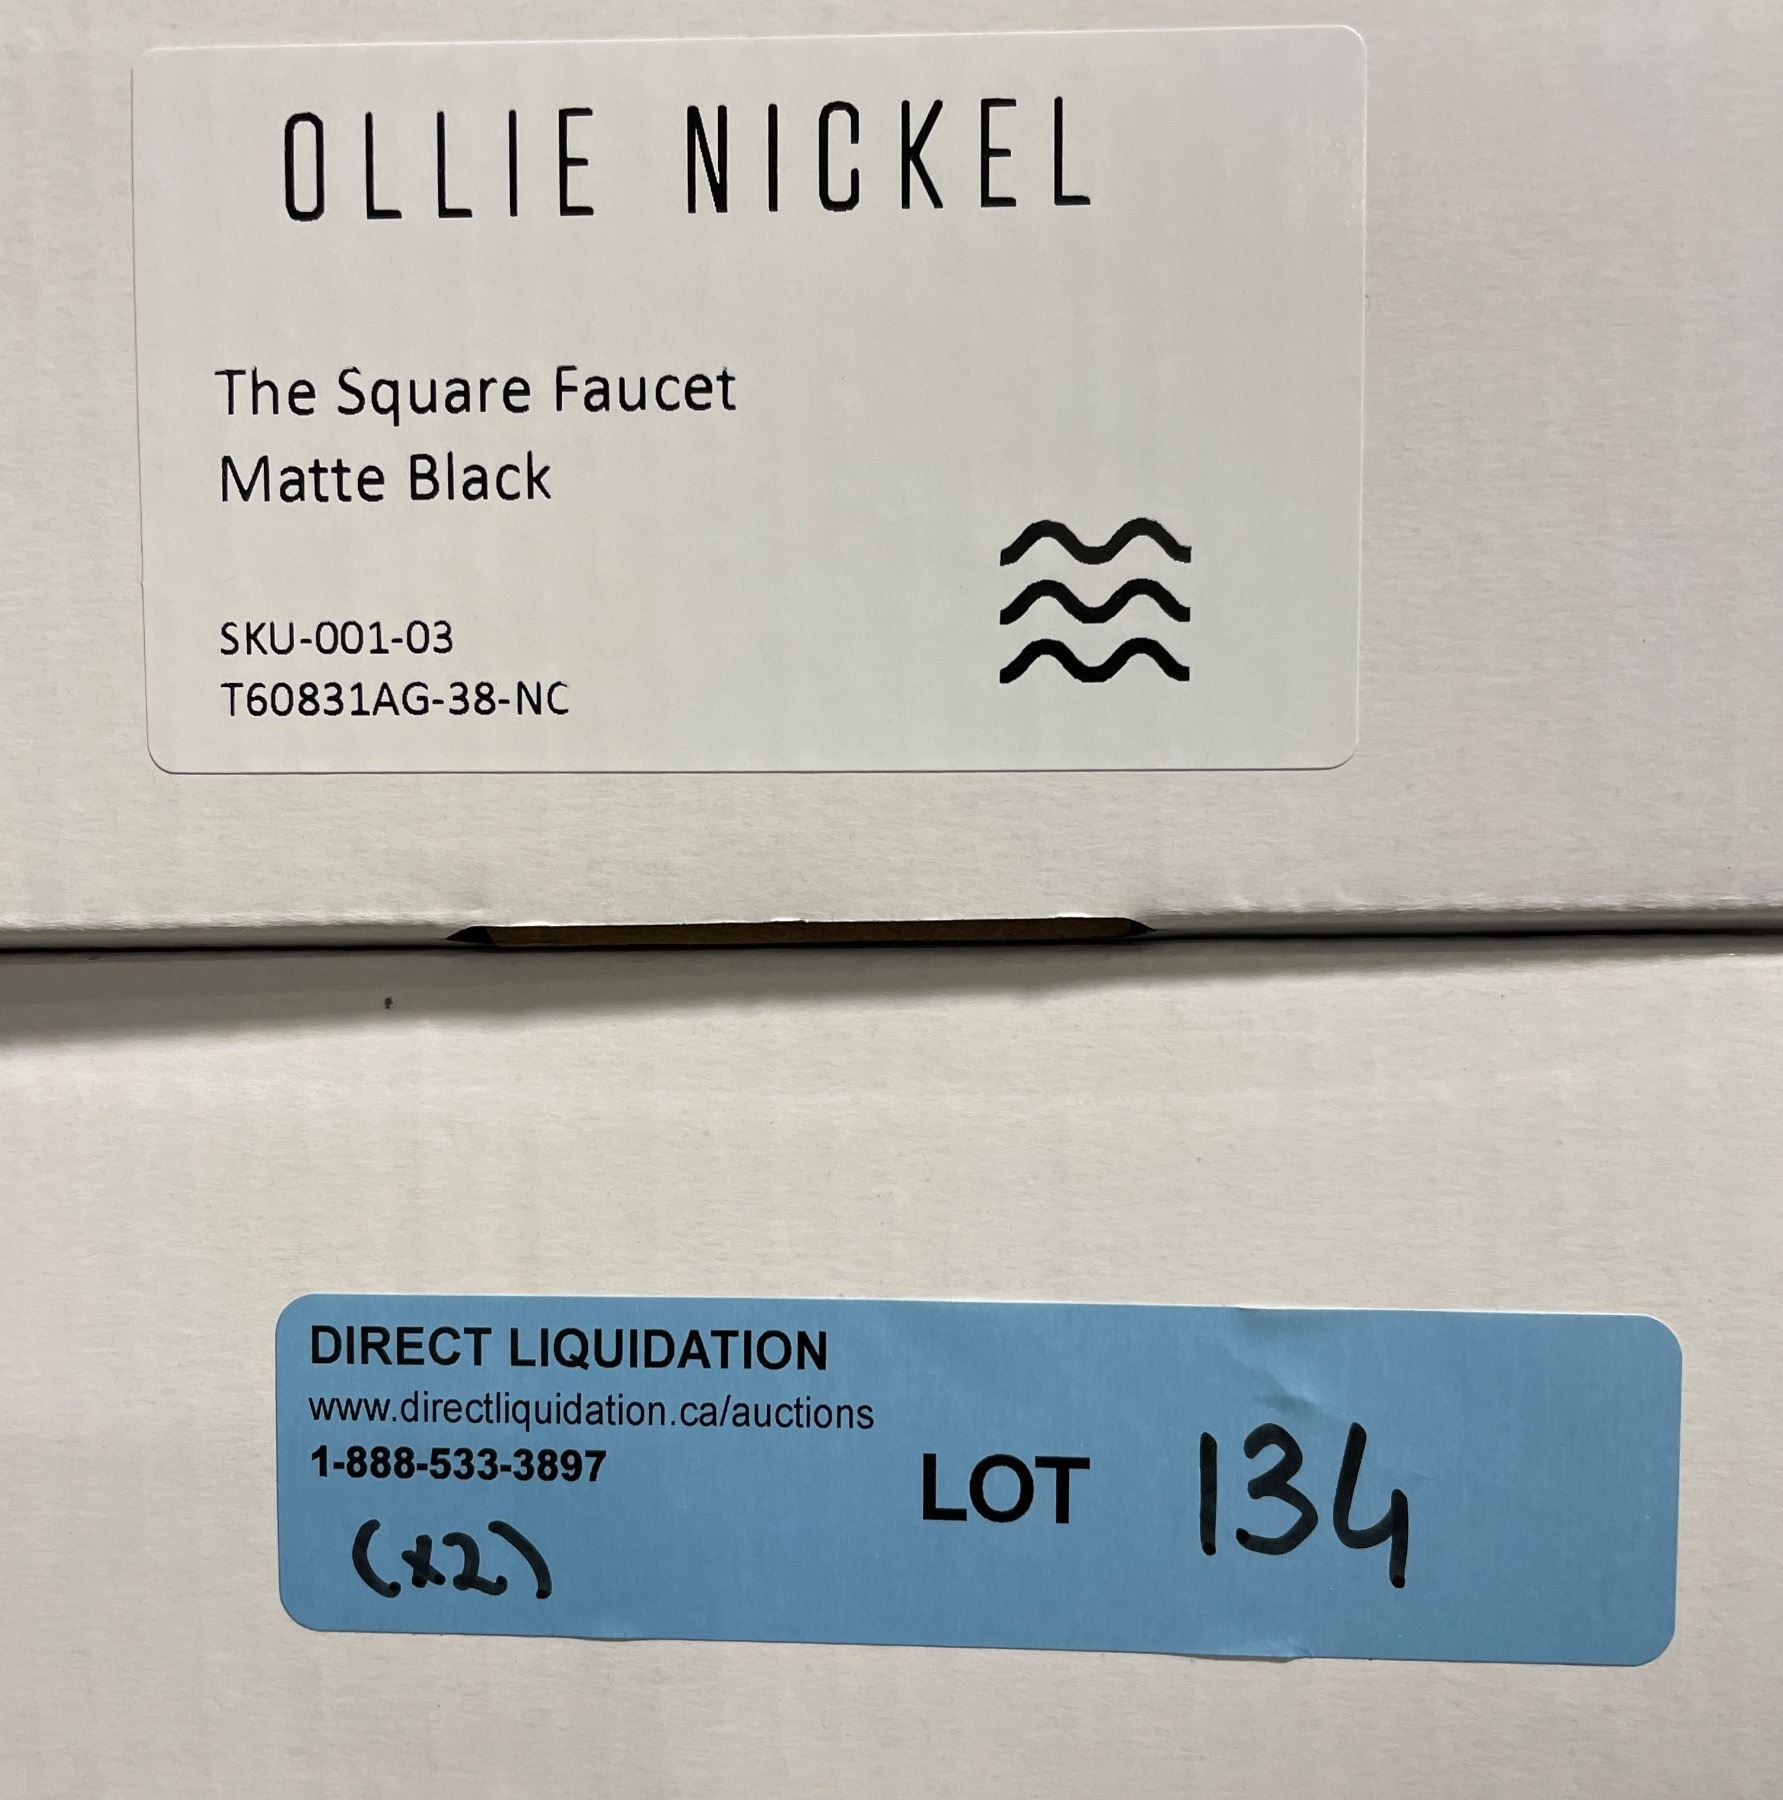 OLLIE NICKEL
The Square Faucet
Matte Black
SKU-001-03
T60831AG-38-NC
DIRECT LIQUIDATION
www.directliquidation.ca/auctions
1-888-533-3897
(x2)
LOT 134